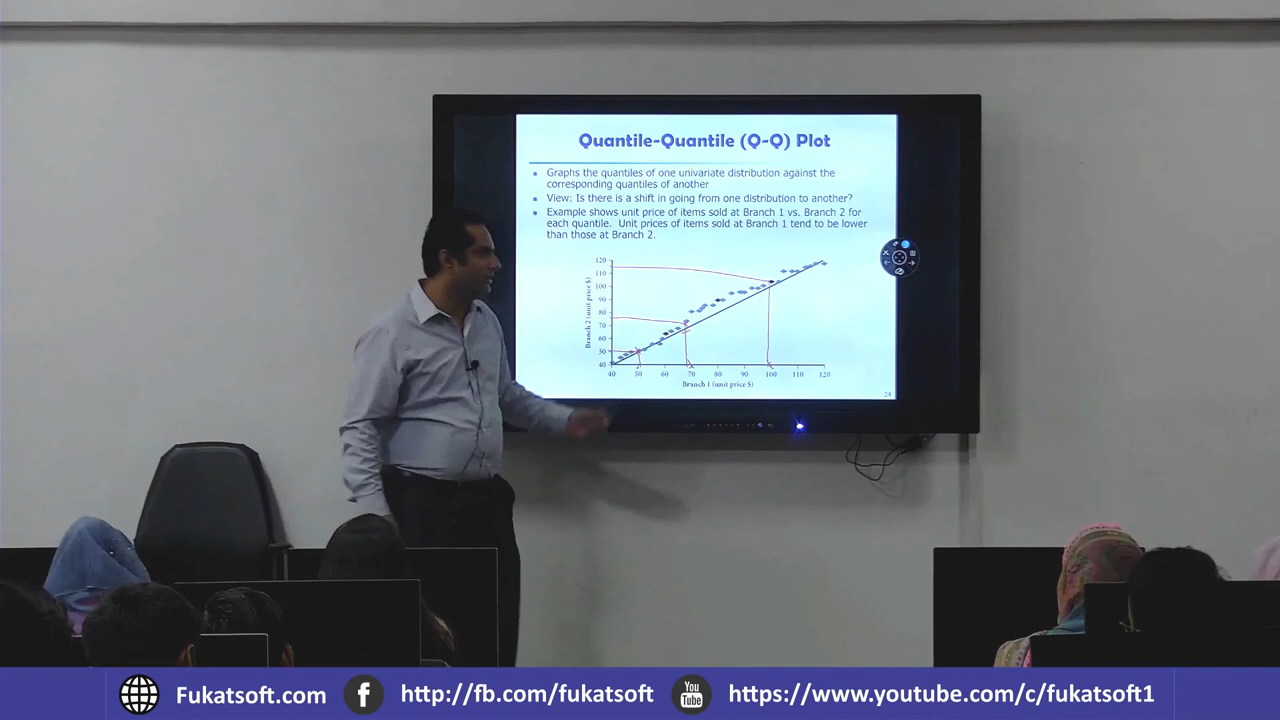 Quantile-Quantile (Q-Q) Plot
Graphs the quantiles of one univariate distribution against the
corresponding quantiles of another
View: Is there is a shift in going from one distribution to another?
Example shows unit price of items sold at Branch 1 vs. Branch 2 for
each quantile. Unit prices of items sold at Branch 1 tend to be lower
than those at Branch 2.
120
110
100
90
80
70
60
50
40
Branch 2 (unit price $)
40 50 60 70 80 90 100 110 120
Branch 1 (unit price $)
24
Fukatsoft.com
http://fb.com/fukatsoft
You
Tube
https://www.youtube.com/c/fukatsoft1